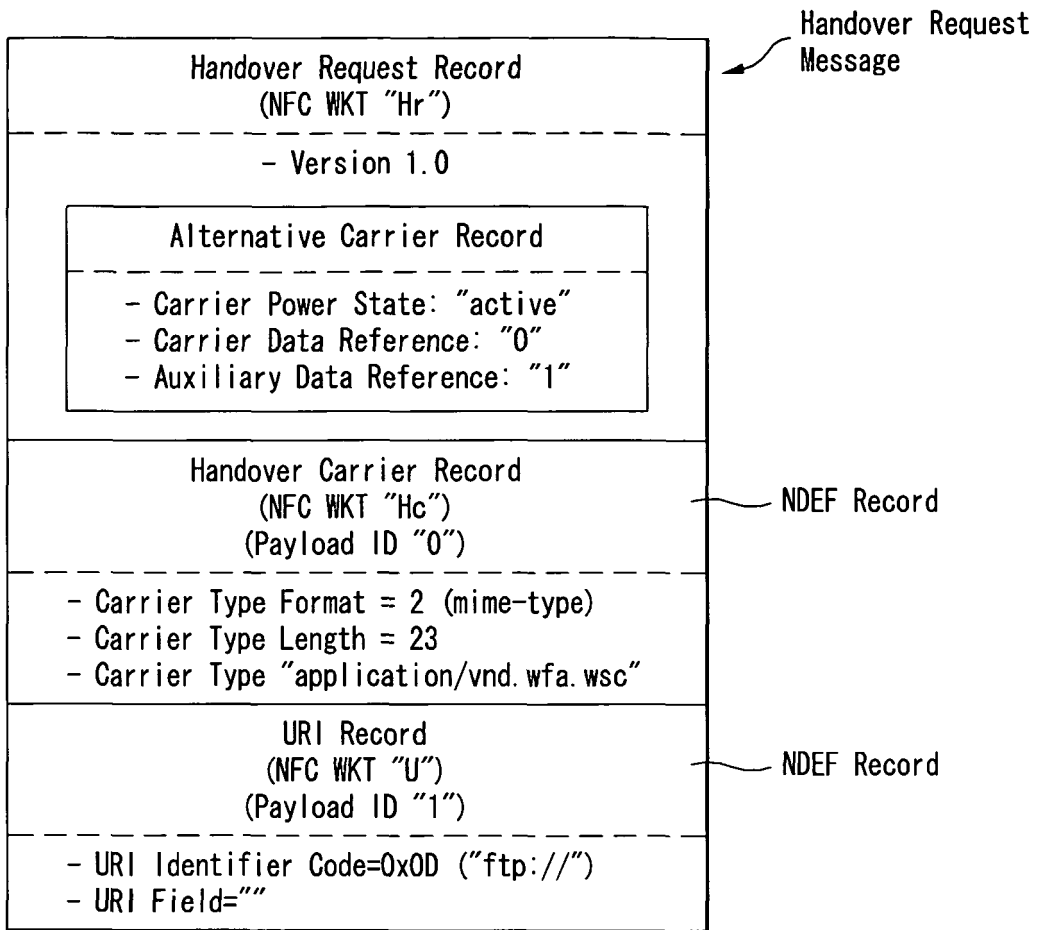 Handover Request
Message
Handover Request Record
(NFC WKT "Hr")
- Version 1.0
Alternative Carrier Record
- Carrier Power State: "active"
- Carrier Data Reference: "0"
- Auxiliary Data Reference: "1"
Handover Carrier Record
(NFC WKT "Hc")
(Payload ID "0")
NDEF Record
- Carrier Type Format = 2 (mime-type)
- Carrier Type Length = 23
- Carrier Type "application/vnd.wfa.wsc"
URI Record
(NFC WKT "U")
(Payload ID "1")
NDEF Record
- URI Identifier Code=0x0D ("ftp://")
- URI Field=""